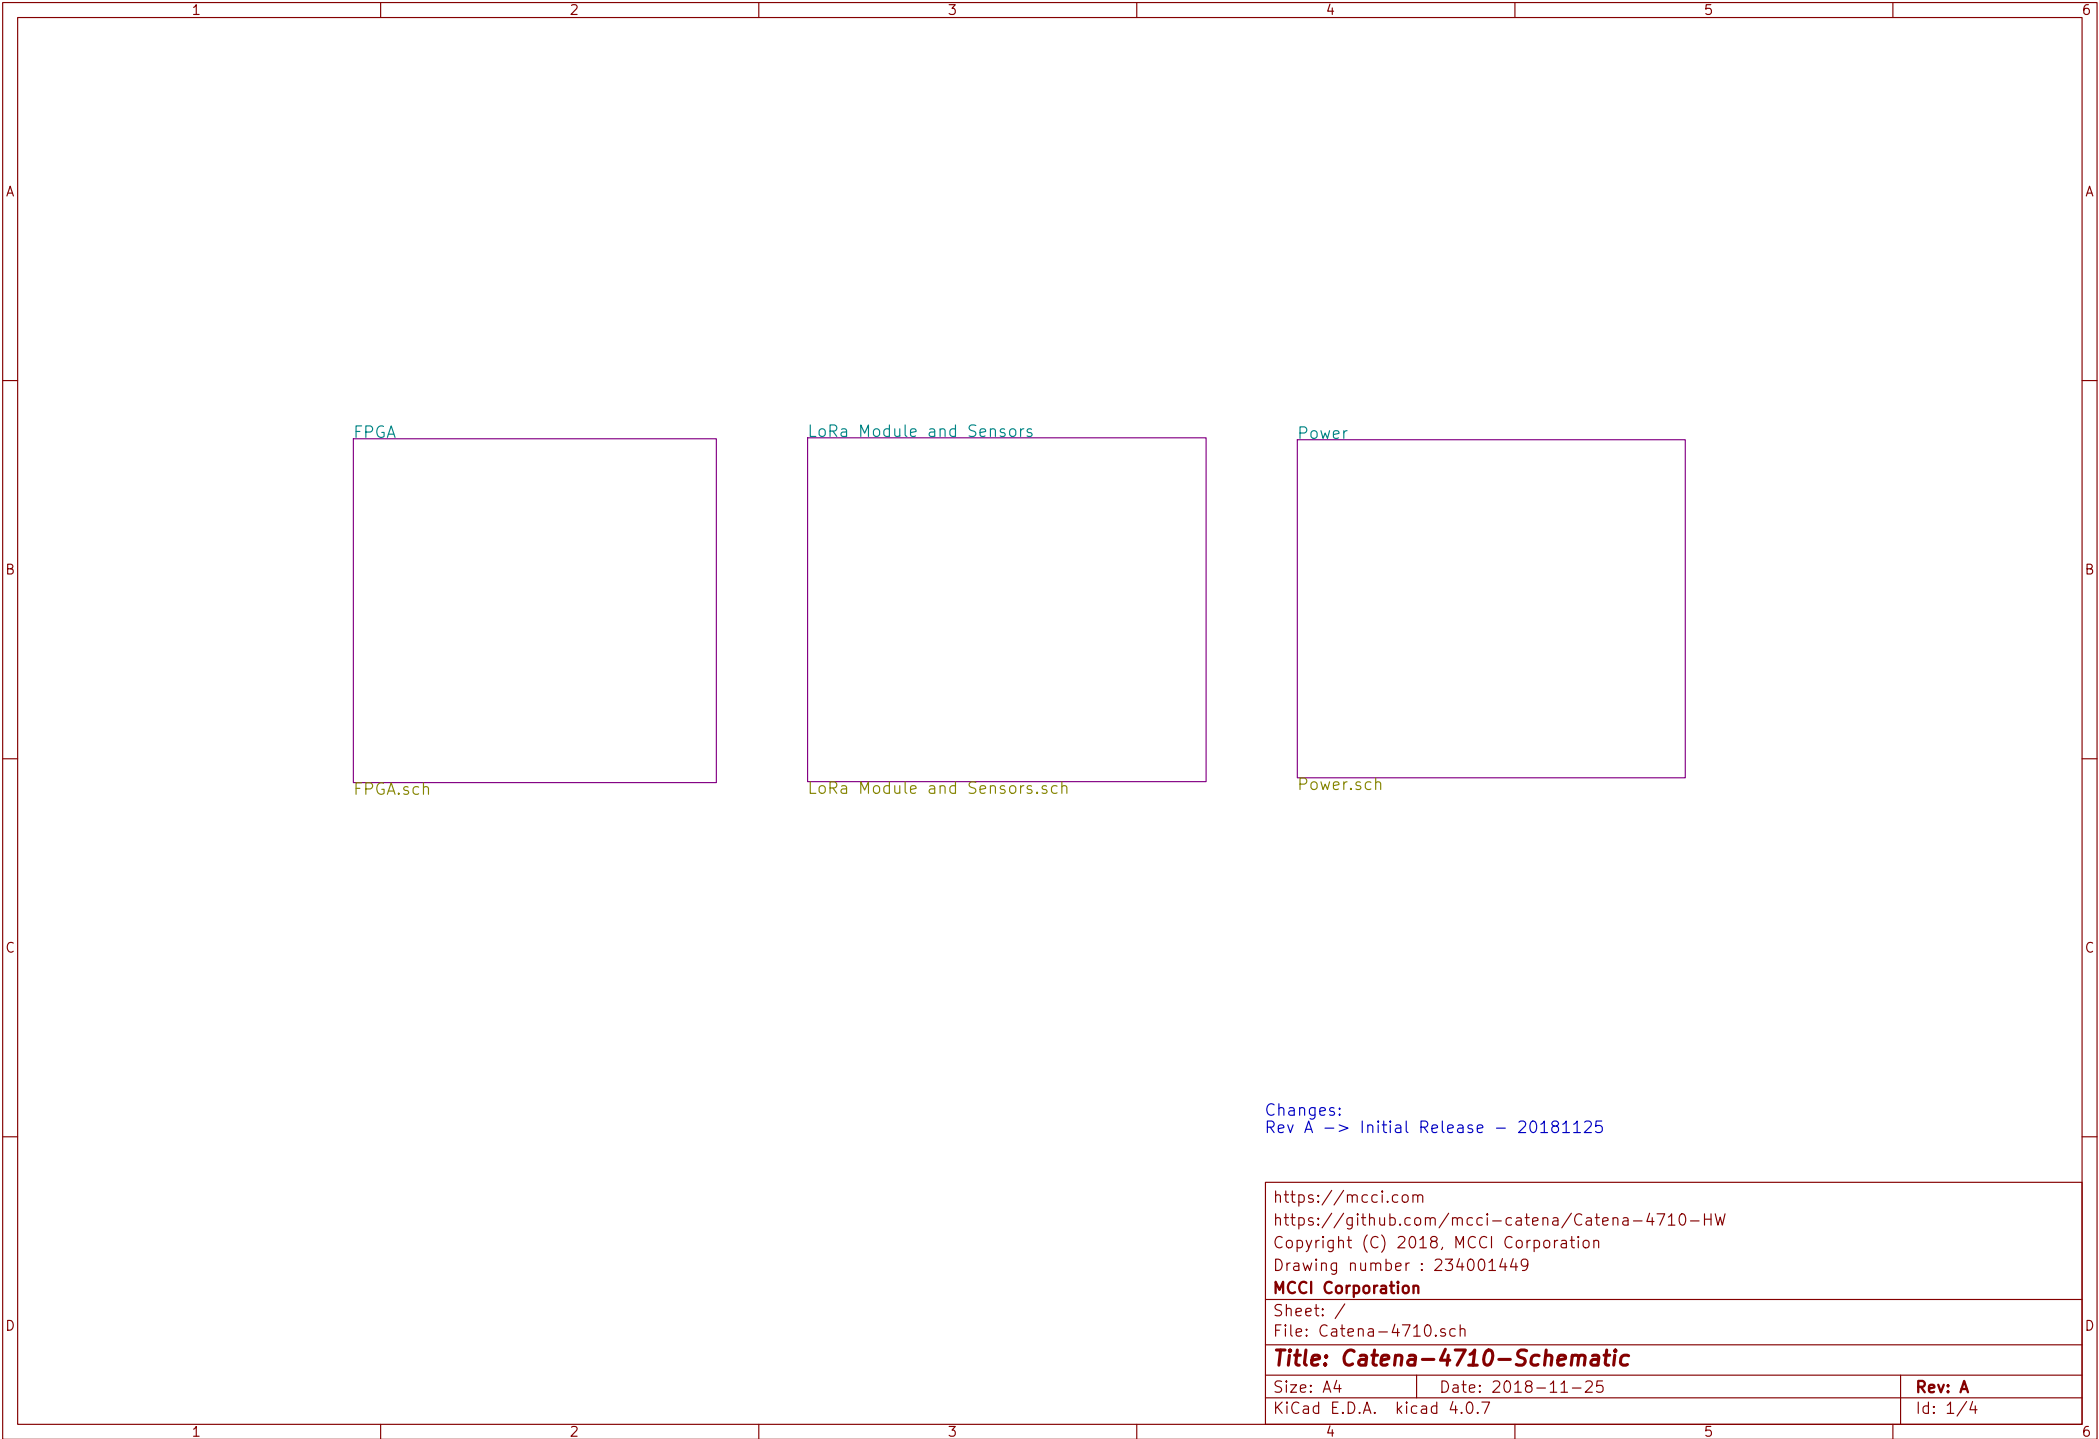 1 2 3 4 5 6
A A
FPGA
LoRa Module and Sensors
Power
B B
FPGA.sch
LoRa Module and Sensors.sch
Power.sch
C C
Changes:
Rev A -> Initial Release - 20181125
https://mcci.com
https://github.com/mcci-catena/Catena-4710-HW
Copyright (C) 2018, MCCI Corporation
Drawing number : 234001449
MCCI Corporation
Sheet: /
File: Catena-4710.sch
D D
Title: Catena-4710-Schematic
Size: A4 Date: 2018-11-25 Rev: A
KiCad E.D.A. kicad 4.0.7 Id: 1/4
1 2 3 4 5 6